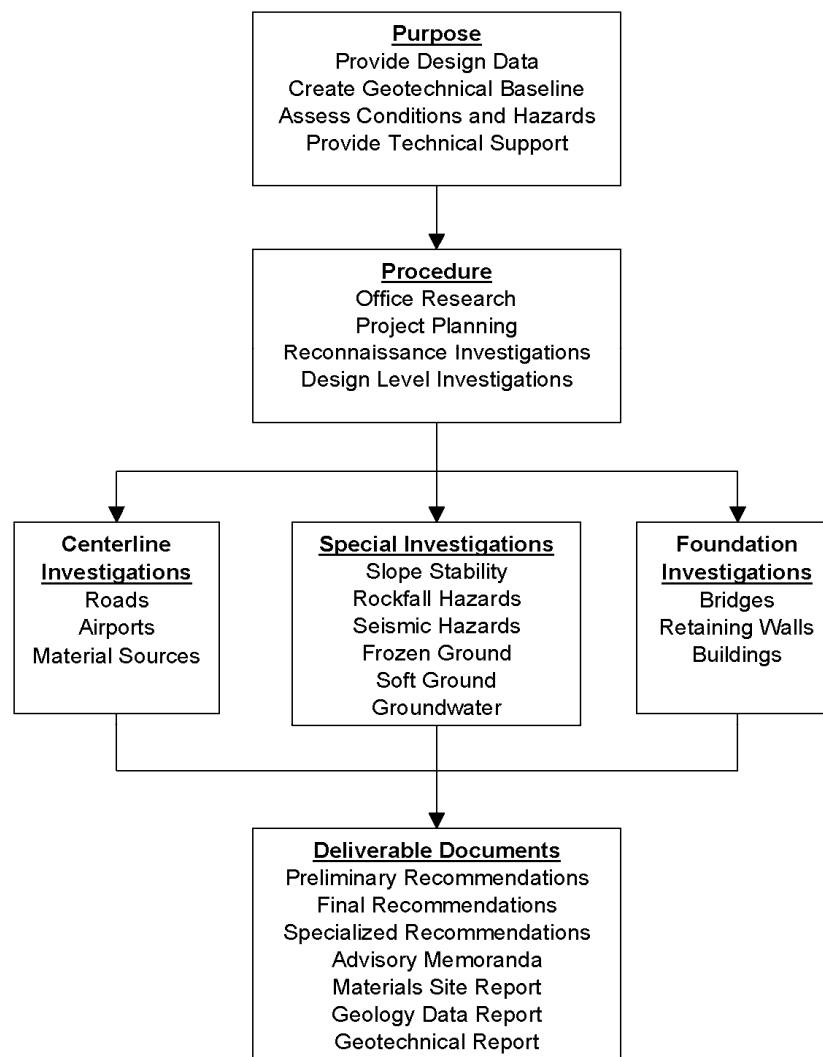 Purpose
Provide Design Data
Create Geotechnical Baseline
Assess Conditions and Hazards
Provide Technical Support
Procedure
Office Research
Project Planning
Reconnaissance Investigations
Design Level Investigations
Centerline
Investigations
Roads
Airports
Material Sources
Special Investigations
Slope Stability
Rockfall Hazards
Seismic Hazards
Frozen Ground
Soft Ground
Groundwater
Foundation
Investigations
Bridges
Retaining Walls
Buildings
Deliverable Documents
Preliminary Recommendations
Final Recommendations
Specialized Recommendations
Advisory Memoranda
Materials Site Report
Geology Data Report
Geotechnical Report